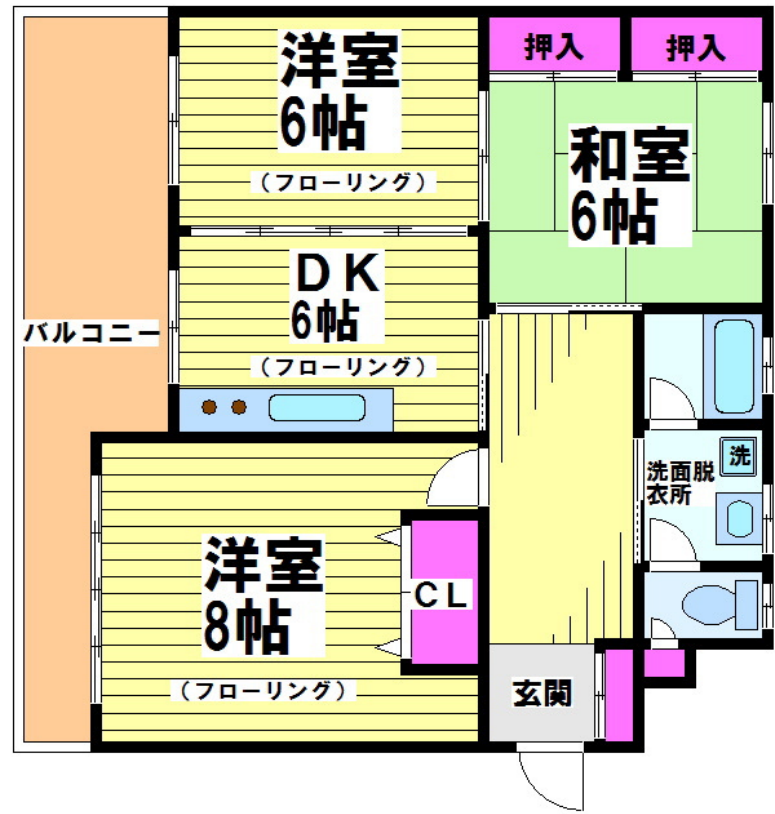 洋室
6帖
（フローリング）
押入
押入
和室
6帖
DK
6帖
（フローリング）
バルコニー
洗
洗面脱
衣所
洋室
8帖
（フローリング）
CL
玄関